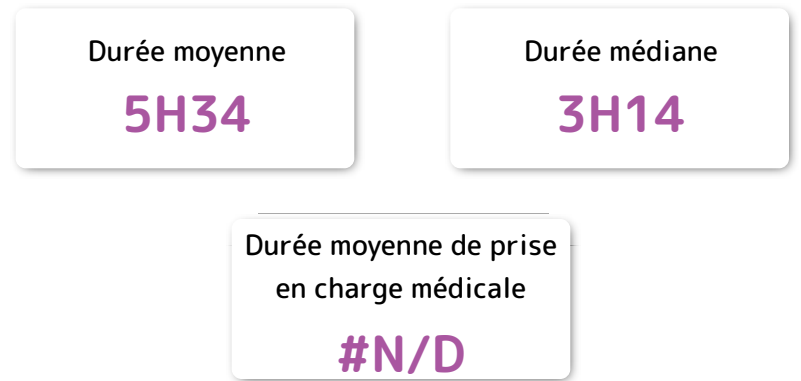 Durée moyenne
5H34
Durée médiane
3H14
Durée moyenne de prise
en charge médicale
#N/D